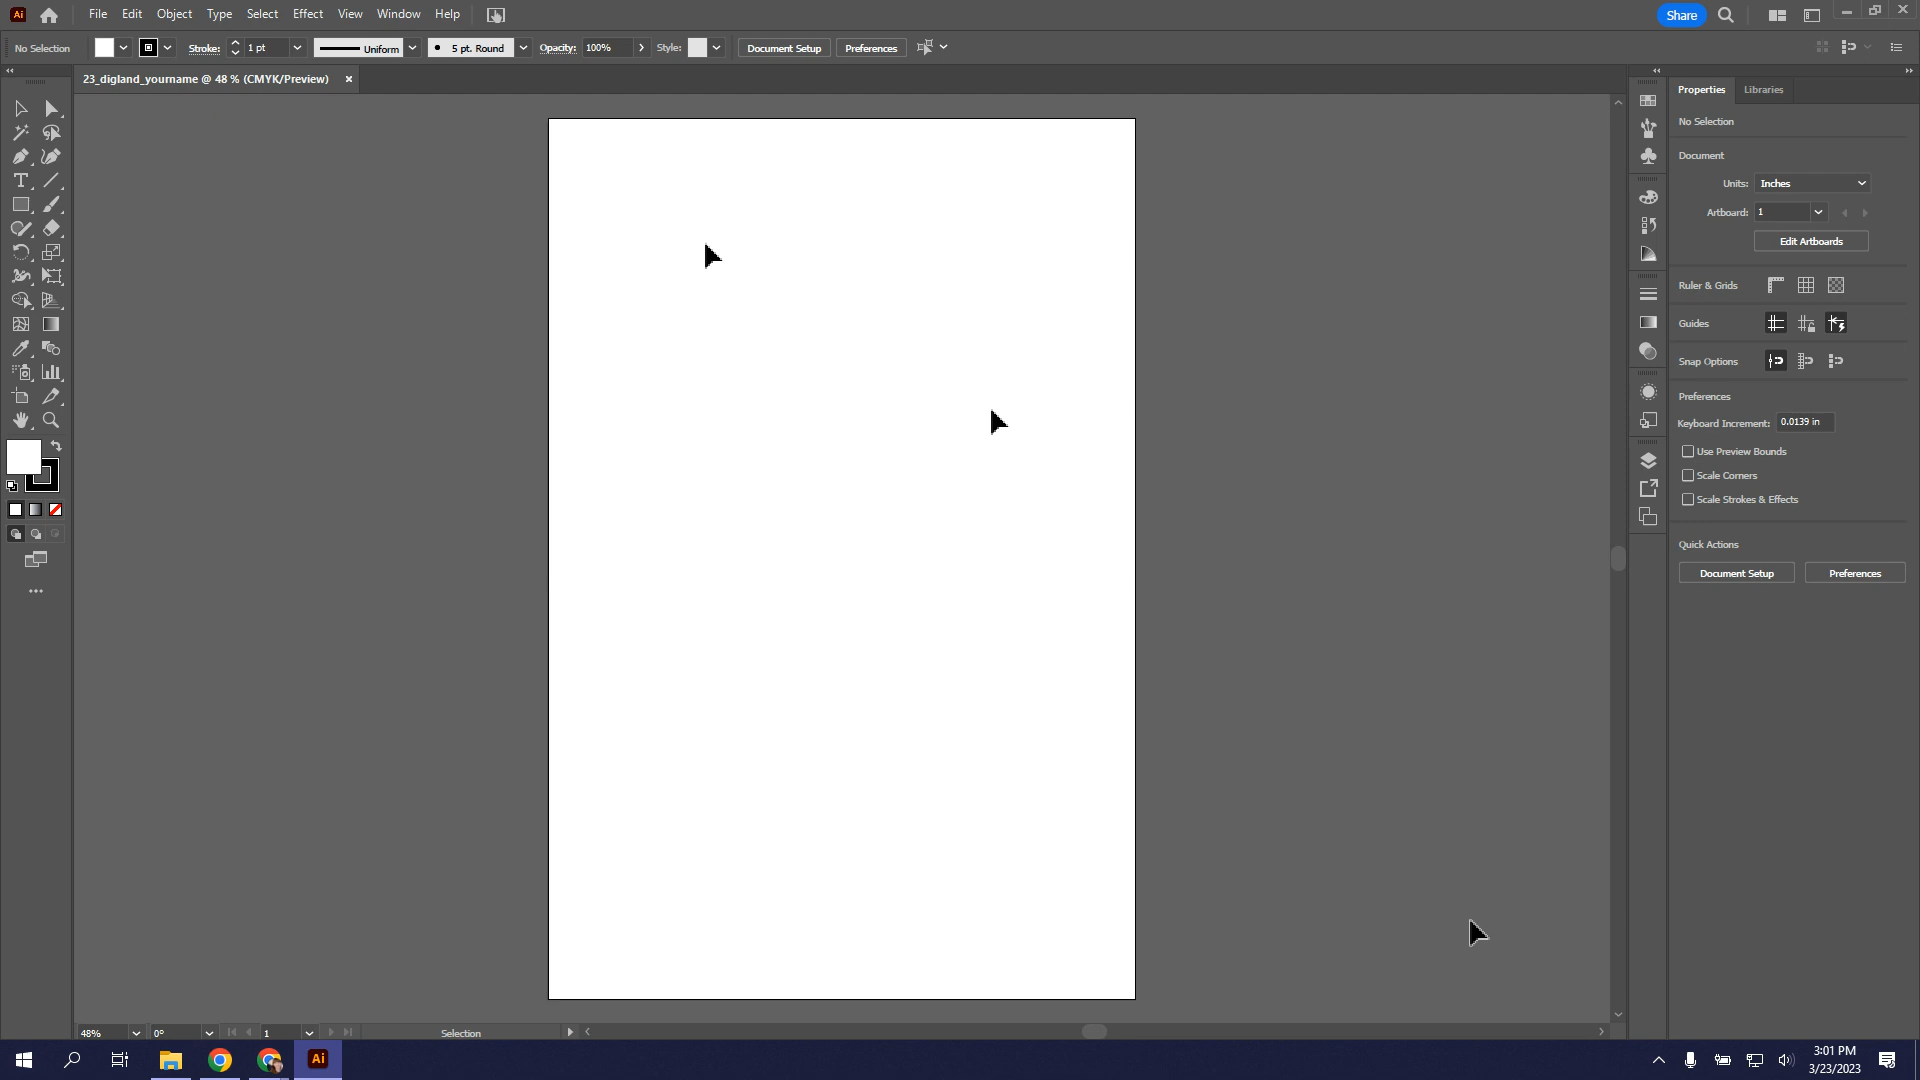 Ai File Edit Object Type Select Effect View Window Help Share
No Selection Stroke: 1 pt Uniform 5 pt. Round Opacity: 100% Style: Document Setup Preferences
23_digland_yourname @ 48 % (CMYK/Preview) ×
Properties Libraries
No Selection
Document
Units: Inches
Artboard: 1
Edit Artboards
Ruler & Grids
Guides
Snap Options
Preferences
Keyboard Increment: 0.0139 in
Use Preview Bounds
Scale Corners
Scale Strokes & Effects
Quick Actions
Document Setup Preferences
48% 0° 1 Selection
Ai
3:01 PM
3/23/2023